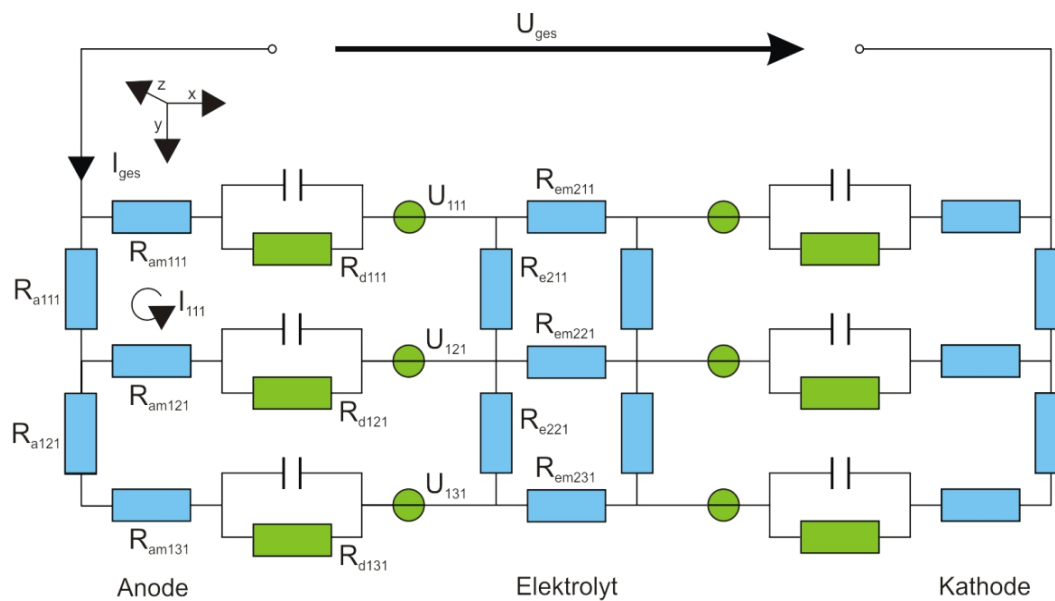 U_ges
z
x
y
I_ges
U_111
R_em211
R_am111
R_d111
R_e211
R_a111
I_111
U_121
R_em221
R_am121
R_d121
R_e221
R_a121
U_131
R_em231
R_am131
R_d131
Anode
Elektrolyt
Kathode